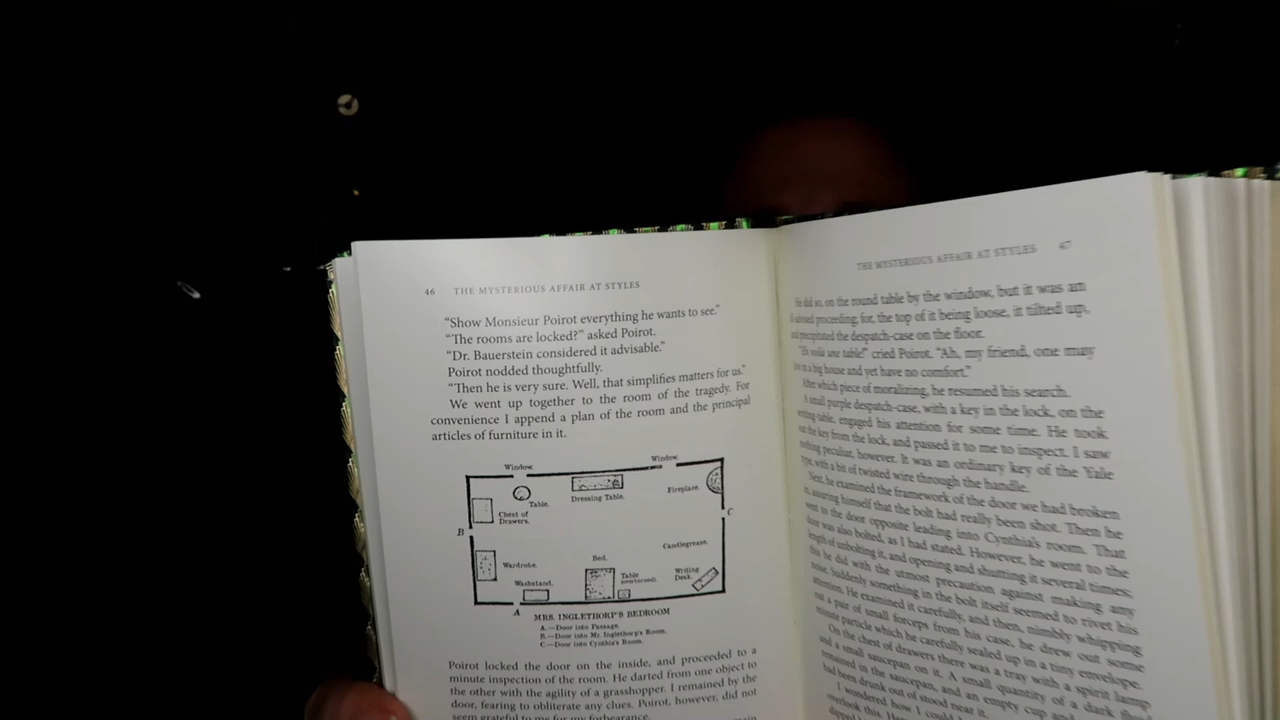 46 THE MYSTERIOUS AFFAIR AT STYLES
“Show Monsieur Poirot everything he wants to see.”
“The rooms are locked?” asked Poirot.
“Dr. Bauerstein considered it advisable.”
Poirot nodded thoughtfully.
“Then he is very sure. Well, that simplifies matters for us.”
We went up together to the room of the tragedy. For
convenience I append a plan of the room and the principal
articles of furniture in it.
Window.
Window.
Table.
Dressing Table.
Fireplace.
Chest of
Drawers.
B
C
Candlegrease.
Wardrobe.
Bed.
Washstand.
Table
(overturned).
Writing
Desk.
A
MRS. INGLETHORP'S BEDROOM
A.—Door into Passage.
B.—Door into Mr. Inglethorp's Room.
C.—Door into Cynthia's Room.
Poirot locked the door on the inside, and proceeded to a
minute inspection of the room. He darted from one object to
the other with the agility of a grasshopper. I remained by the
door, fearing to obliterate any clues. Poirot, however, did not
seem grateful to me for my forbearance.
THE MYSTERIOUS AFFAIR AT STYLES 47
He did so, on the round table by the window, but it was an
proceeding; for, the top of it being loose, it tilted up,
and precipitated the despatch-case on the floor.
table!” cried Poirot. “Ah, my friend, one may
in a big house and yet have no comfort.”
After which piece of moralizing, he resumed his search.
A small purple despatch-case, with a key in the lock, on the
writing-table, engaged his attention for some time. He took
out the key from the lock, and passed it to me to inspect. I saw
nothing peculiar, however. It was an ordinary key of the Yale
type, with a bit of twisted wire through the handle.
Next, he examined the framework of the door we had broken
in, assuring himself that the bolt had really been shot. Then he
went to the door opposite leading into Cynthia's room. That
door was also bolted, as I had stated. However, he went to the
length of unbolting it, and opening and shutting it several times;
this he did with the utmost precaution against making any
noise. Suddenly something in the bolt itself seemed to rivet his
attention. He examined it carefully, and then, nimbly whipping
out a pair of small forceps from his case, he drew out some
minute particle which he carefully sealed up in a tiny envelope.
On the chest of drawers there was a tray with a spirit lamp
and a small saucepan on it. A small quantity of a dark
remained in the saucepan, and an empty cup and
had been drunk out of stood near it.
I wondered how I could
overlook this.